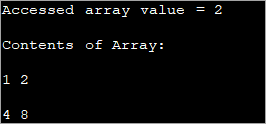 Accessed array value = 2
Contents of Array:
1 2
4 8